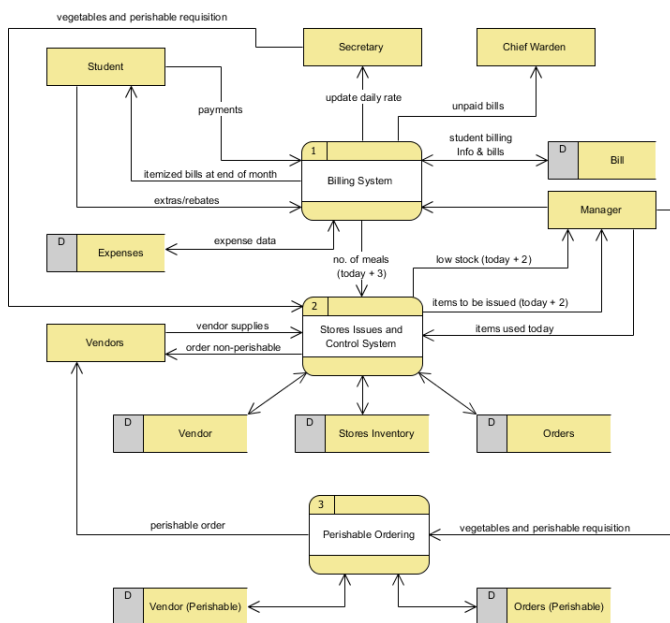 vegetables and perishable requisition
Secretary
Chief Warden
Student
update daily rate
unpaid bills
payments
1
Billing System
student billing
Info & bills
D
Bill
itemized bills at end of month
extras/rebates
Manager
D
Expenses
expense data
no. of meals
(today + 3)
low stock (today + 2)
2
Stores Issues and
Control System
items to be issued (today + 2)
Vendors
vendor supplies
order non-perishable
items used today
D
Vendor
D
Stores Inventory
D
Orders
3
Perishable Ordering
perishable order
vegetables and perishable requisition
D
Vendor (Perishable)
D
Orders (Perishable)